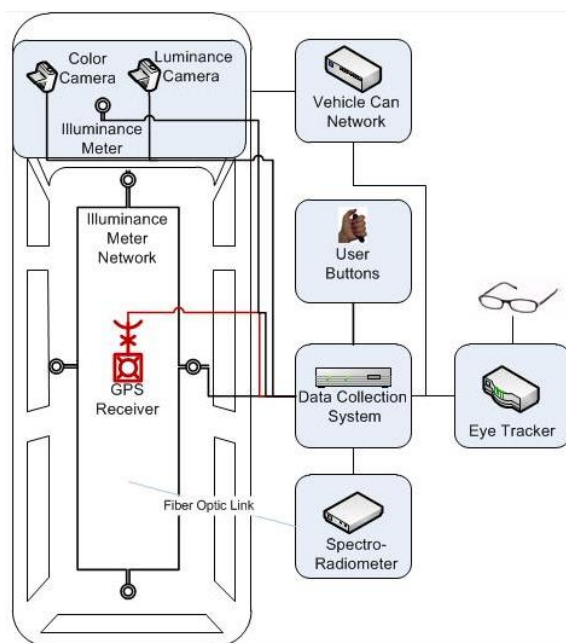 Color
Camera
Luminance
Camera
Illuminance
Meter
Vehicle Can
Network
Illuminance
Meter
Network
User
Buttons
GPS
Receiver
Data Collection
System
Eye Tracker
Fiber Optic Link
Spectro-
Radiometer